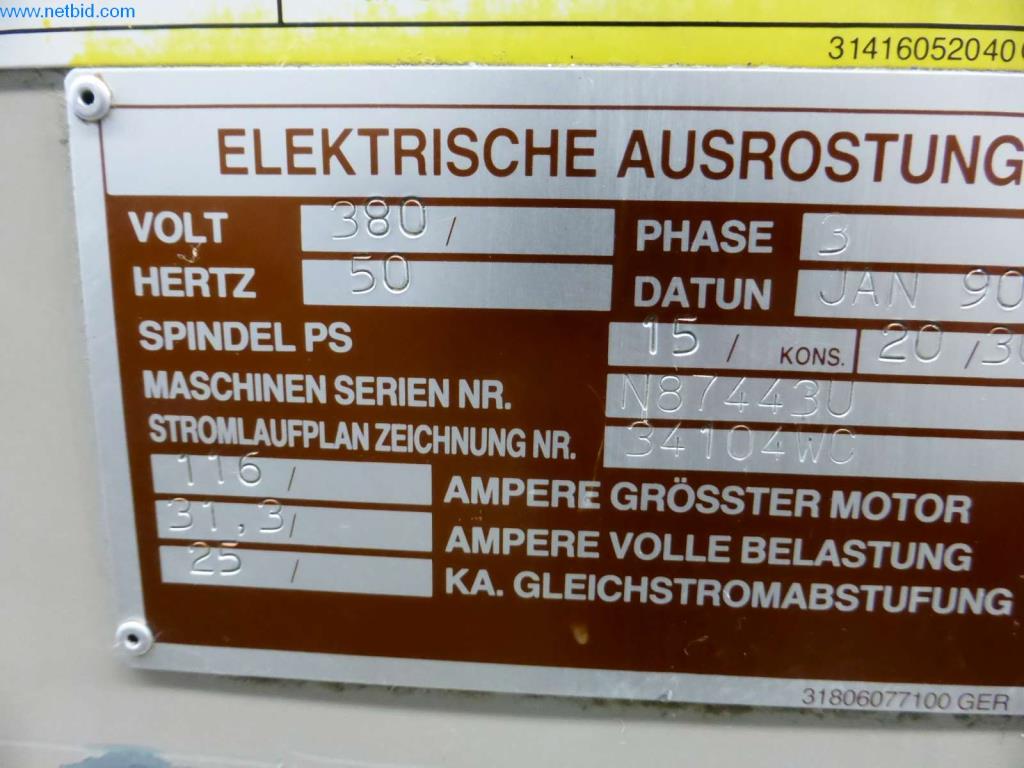 www.netbid.com
31416052040
ELEKTRISCHE AUSROSTUNG
VOLT 380/ PHASE 3
HERTZ 50 DATUN JAN 90
SPINDEL PS 15 / KONS. 20 /30
MASCHINEN SERIEN NR. N87443U
STROMLAUFPLAN ZEICHNUNG NR. 34104WC
116 / AMPERE GRÖSSTER MOTOR
31,3/ AMPERE VOLLE BELASTUNG
25 / KA. GLEICHSTROMABSTUFUNG
31806077100 GER